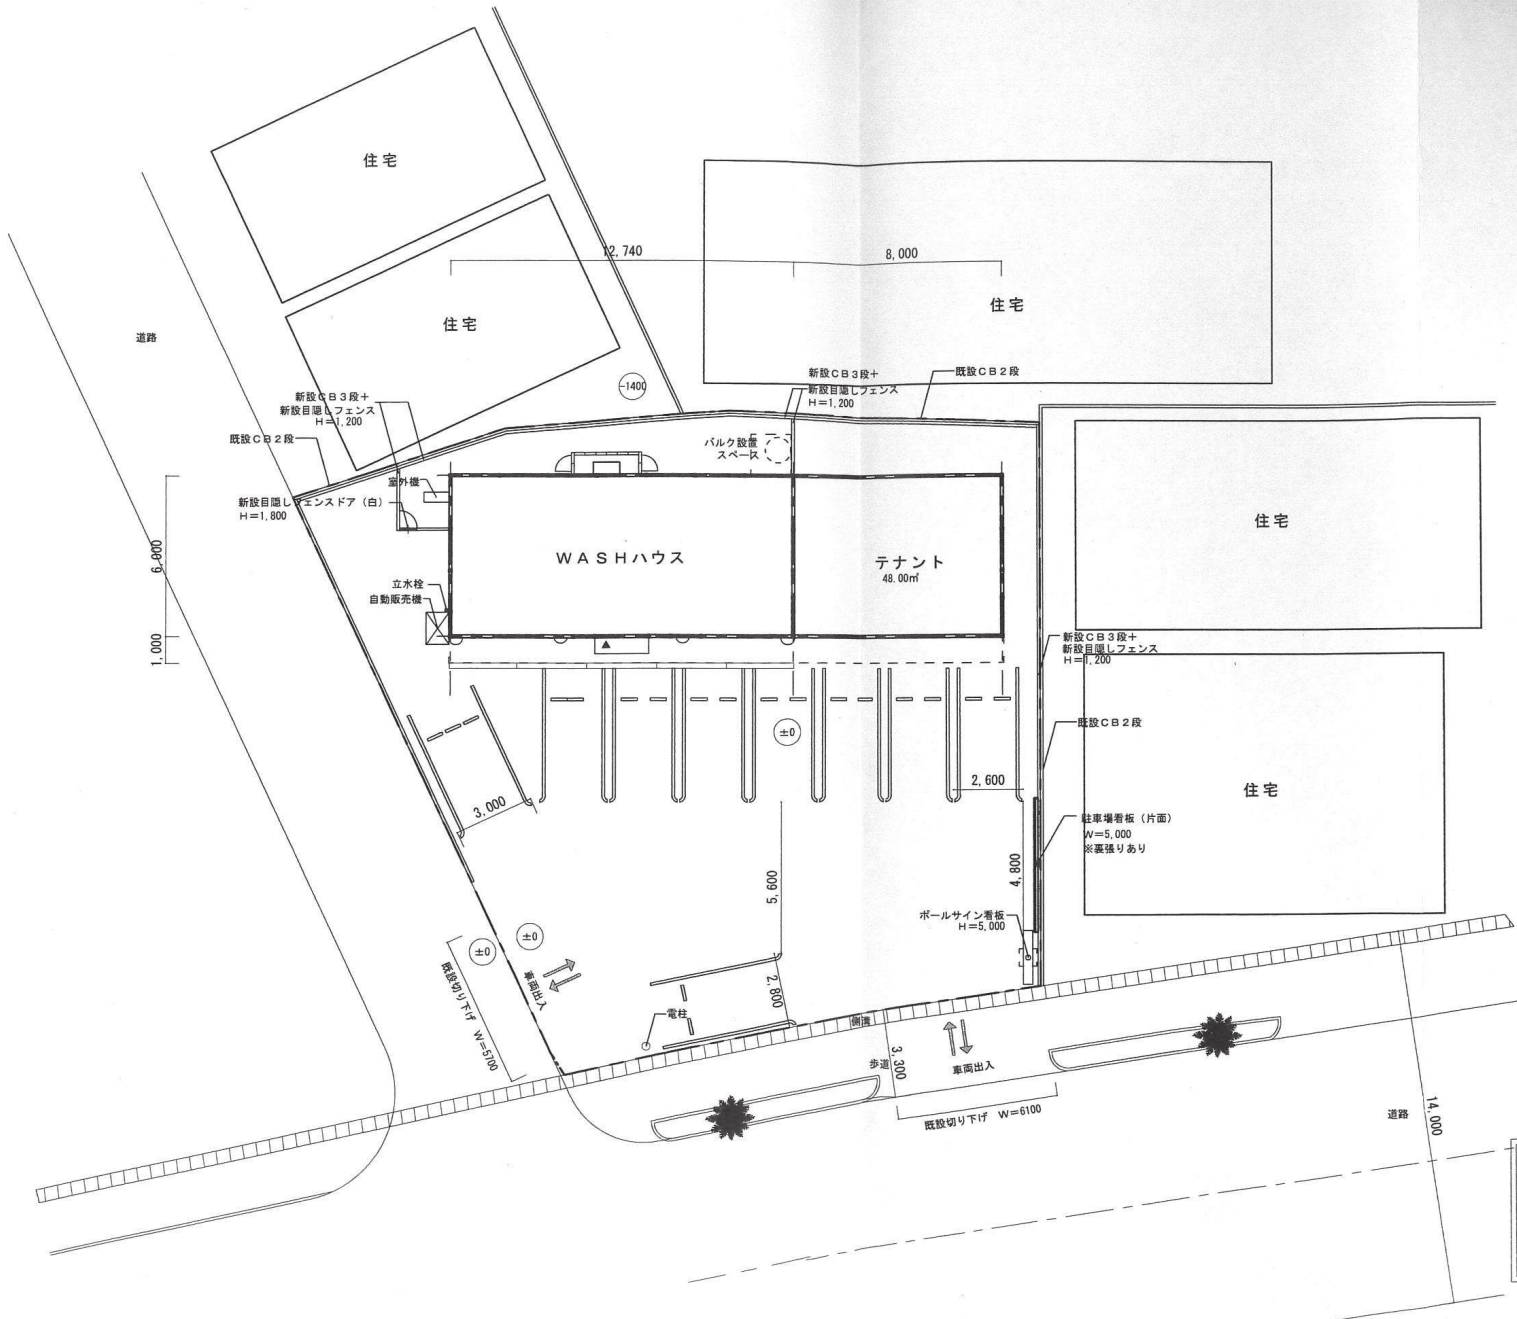 住宅
12,740
8,000
住宅
住宅
道路
-1400
新設CB3段+
新設目隠しフェンス
H=1,200
既設CB2段
新設CB3段+
新設目隠しフェンス
H=1,200
既設CB2段
バルク設置
スペース
室外機
新設目隠しフェンスドア(白)
H=1,800
住宅
WASHハウス
テナント
48.00㎡
6,000
1,000
立水栓
自動販売機
▲
新設CB3段+
新設目隠しフェンス
H=1,200
既設CB2段
±0
2,600
3,000
住宅
駐車場看板(片面)
W=5,000
※裏張りあり
4,800
5,600
ポールサイン看板
H=5,000
±0
±0
車両出入
既設切り下げ W=5700
2,800
電柱
側溝
歩道
3,300
車両出入
既設切り下げ W=6100
道路
14,000